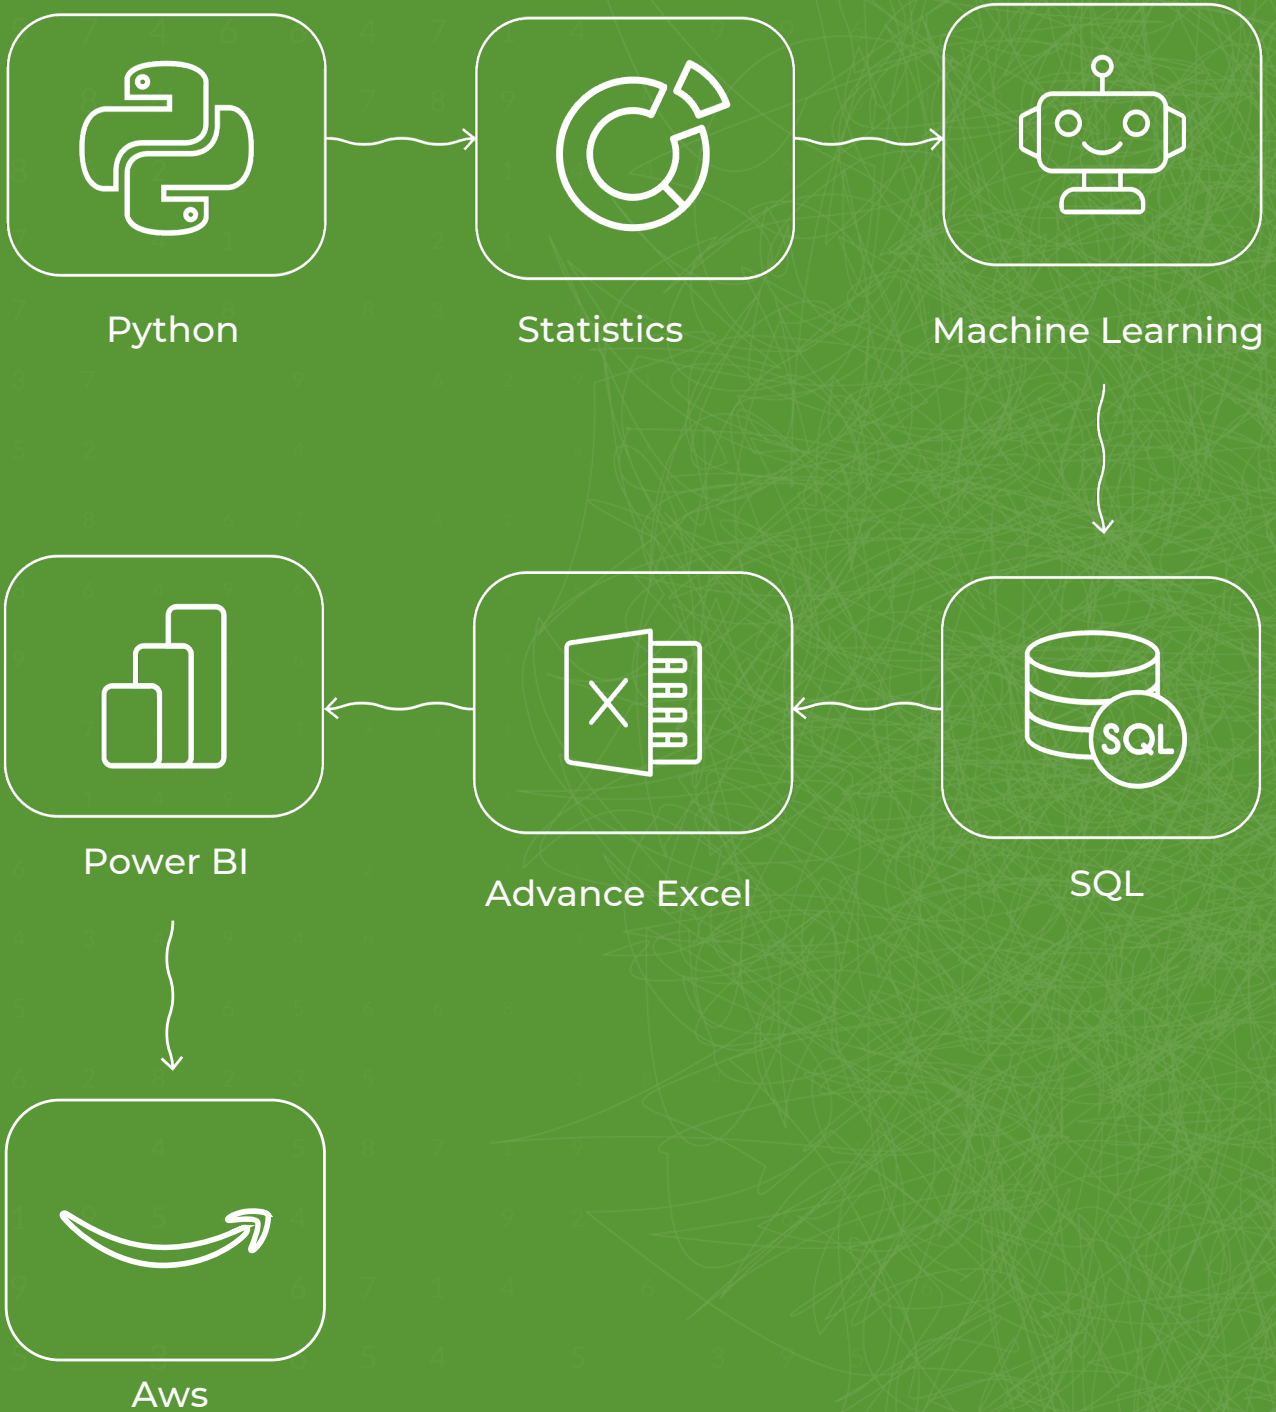 Python
Statistics
Machine Learning
SQL
SQL
Advance Excel
Power BI
Aws